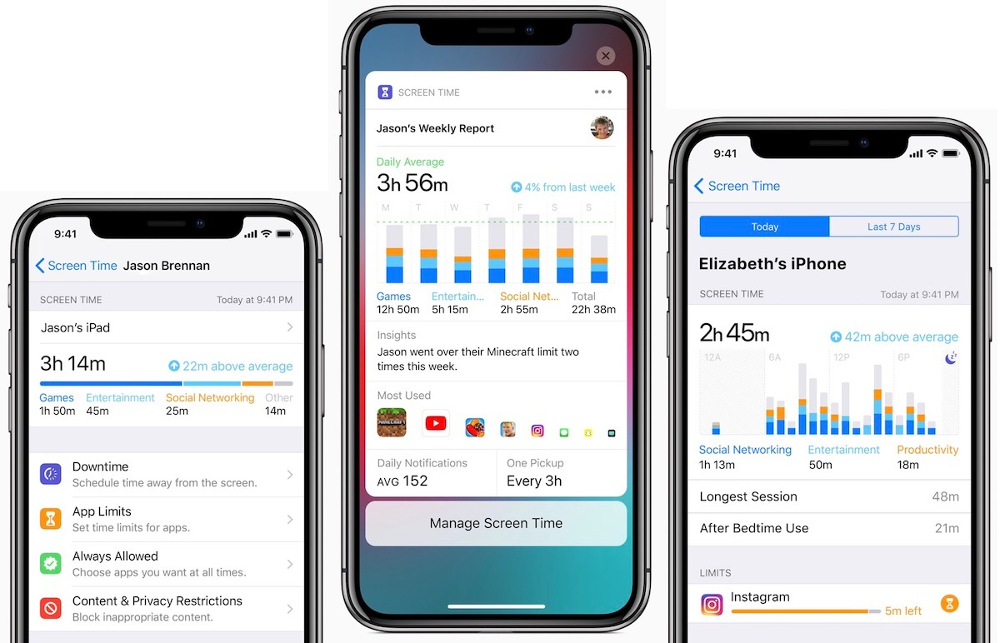 9:41
Screen Time Jason Brennan
SCREEN TIME Today at 9:41 PM
Jason's iPad
3h 14m 22m above average
Games Entertainment Social Networking Other
1h 50m 45m 25m 14m
Downtime
Schedule time away from the screen.
App Limits
Set time limits for apps.
Always Allowed
Choose apps you want at all times.
Content & Privacy Restrictions
Block inappropriate content.
SCREEN TIME
Jason's Weekly Report
Daily Average
3h 56m 4% from last week
M T W T F S S
Games Entertain... Social Net... Total
12h 50m 5h 15m 2h 55m 22h 38m
Insights
Jason went over their Minecraft limit two
times this week.
Most Used
MINECRAFT
Daily Notifications One Pickup
AVG 152 Every 3h
Manage Screen Time
9:41
Screen Time
Today Last 7 Days
Elizabeth's iPhone
SCREEN TIME Today at 9:41 PM
2h 45m 42m above average
12A 6A 12P 6P
Social Networking Entertainment Productivity
1h 13m 50m 18m
Longest Session 48m
After Bedtime Use 21m
LIMITS
Instagram
5m left